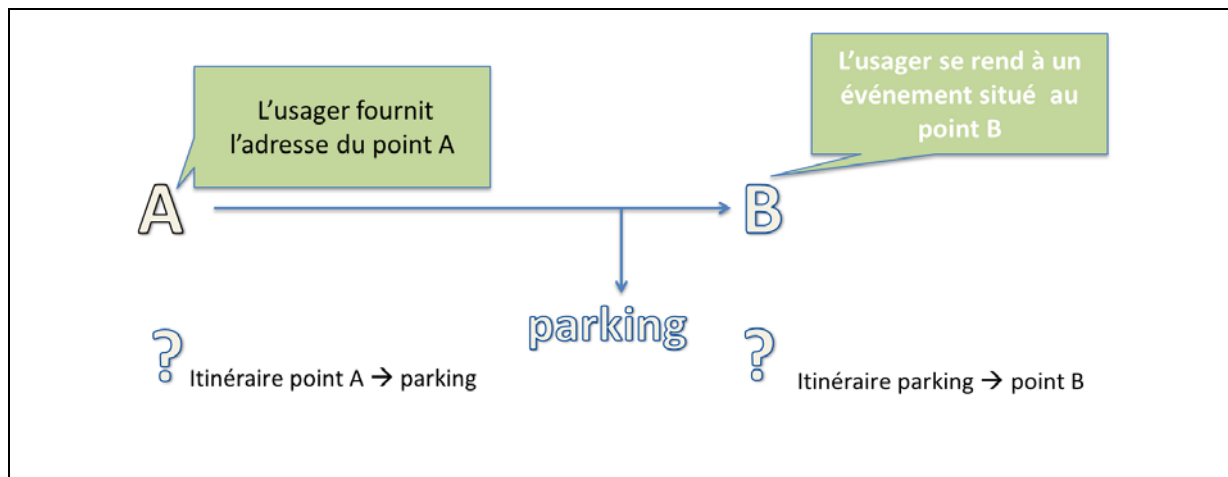 L'usager fournit
l'adresse du point A
L'usager se rend à un
événement situé au
point B
A
B
parking
?
Itinéraire point A → parking
?
Itinéraire parking → point B